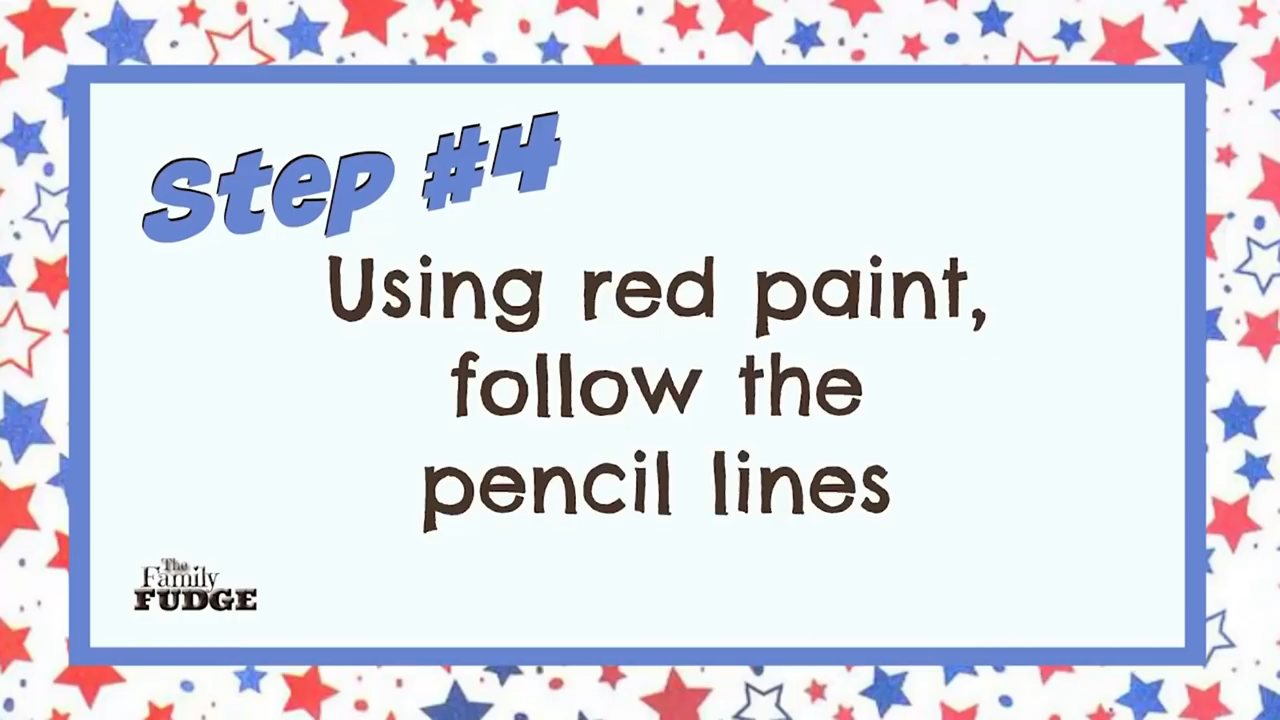 Step #4
Using red paint,
follow the
pencil lines
The
Family
FUDGE